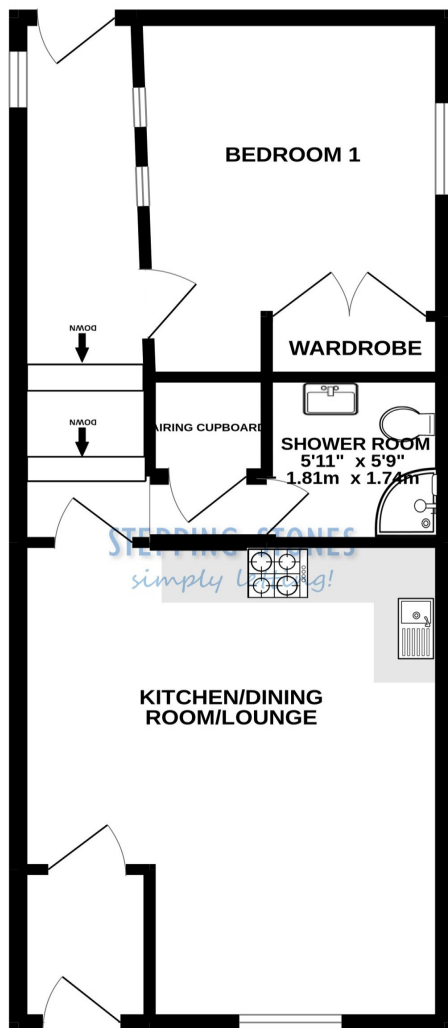 BEDROOM 1
DOWN
WARDROBE
DOWN
AIRING CUPBOARD
SHOWER ROOM
5'11" x 5'9"
1.81m x 1.74m
STEPPING STONES
simply letting!
KITCHEN/DINING
ROOM/LOUNGE